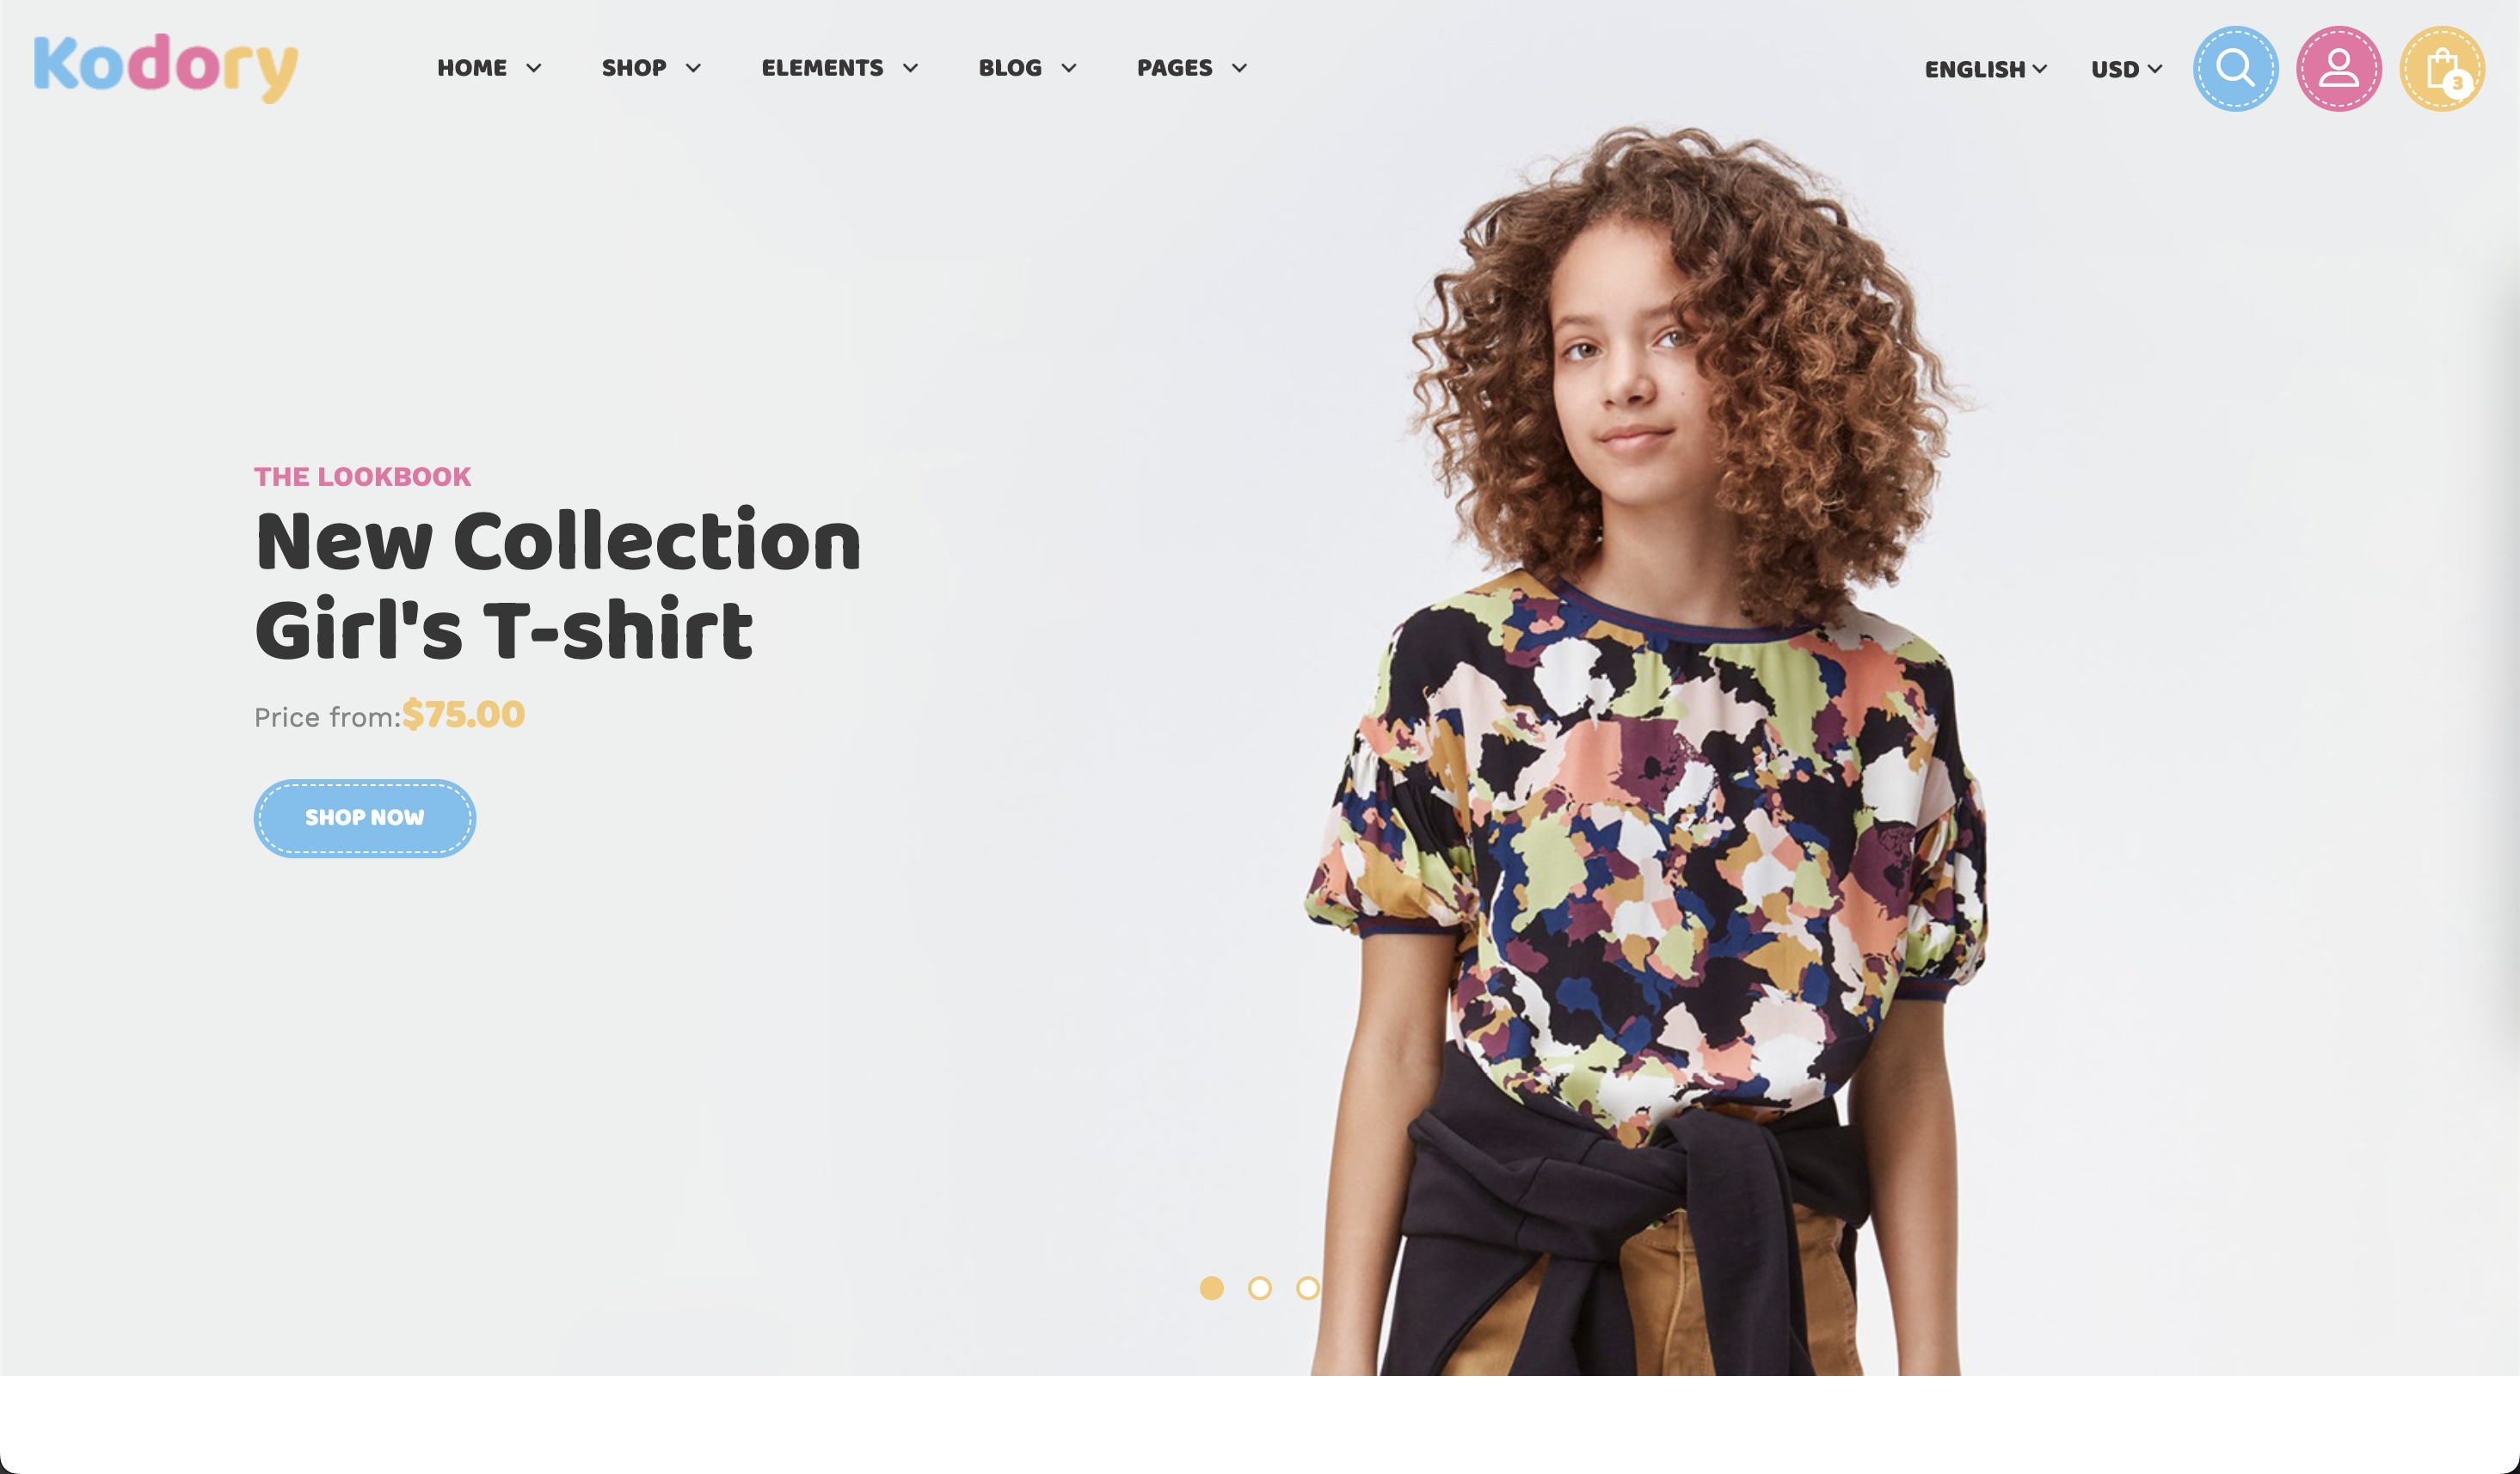 Kodory
HOME
SHOP
ELEMENTS
BLOG
PAGES
ENGLISH
USD
3
THE LOOKBOOK
New Collection
Girl's T-shirt
Price from:$75.00
SHOP NOW